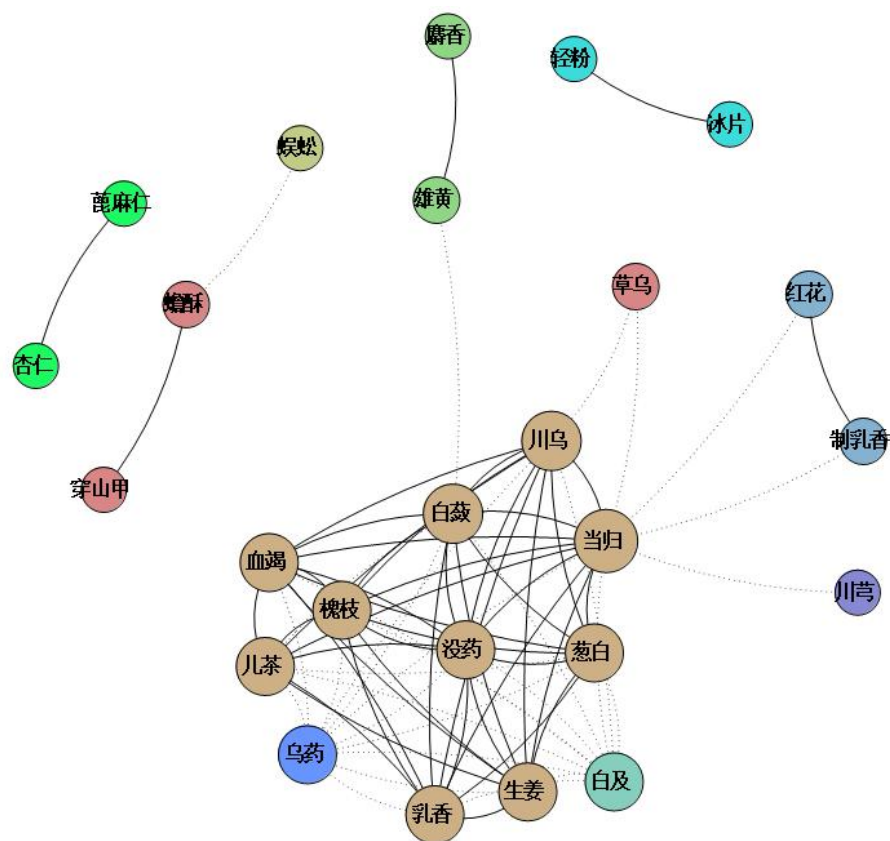 麝香
轻粉
冰片
蜈蚣
雄黄
蓖麻仁
草乌
红花
蟾酥
杏仁
川乌
制乳香
穿山甲
白蔹
当归
血竭
川芎
槐枝
没药
葱白
儿茶
乌药
白及
生姜
乳香